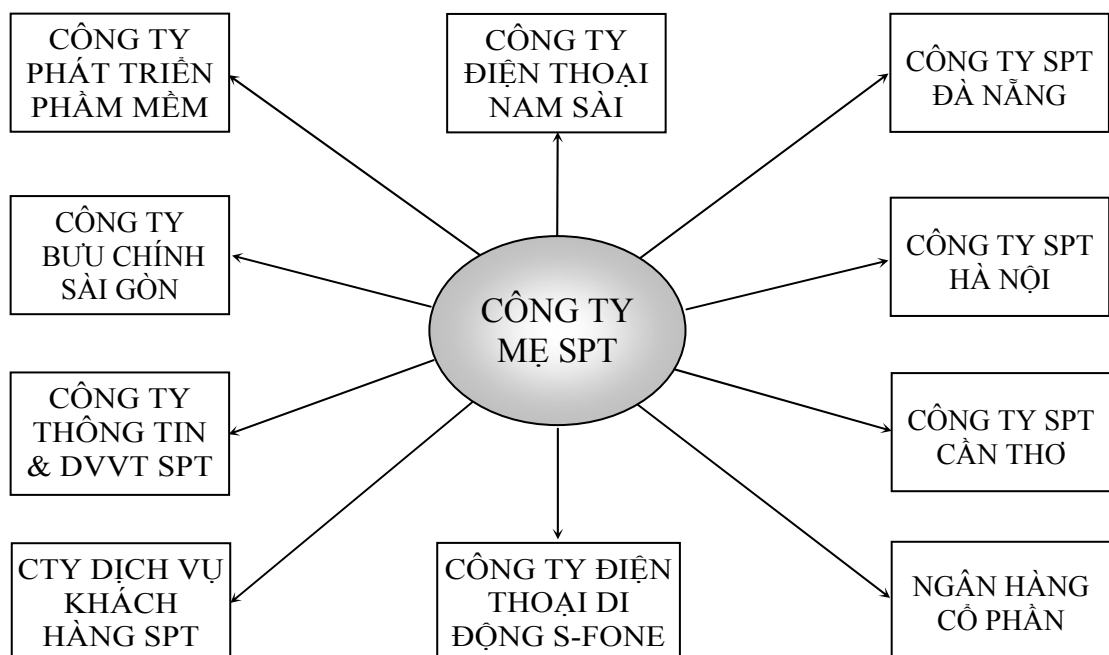 CÔNG TY
PHÁT TRIỂN
PHẦM MỀM
CÔNG TY
ĐIỆN THOẠI
NAM SÀI
CÔNG TY SPT
ĐÀ NẴNG
CÔNG TY
BƯU CHÍNH
SÀI GÒN
CÔNG TY
MẸ SPT
CÔNG TY SPT
HÀ NỘI
CÔNG TY
THÔNG TIN
& DVVT SPT
CÔNG TY SPT
CẦN THƠ
CTY DỊCH VỤ
KHÁCH
HÀNG SPT
CÔNG TY ĐIỆN
THOẠI DI
ĐỘNG S-FONE
NGÂN HÀNG
CỔ PHẦN